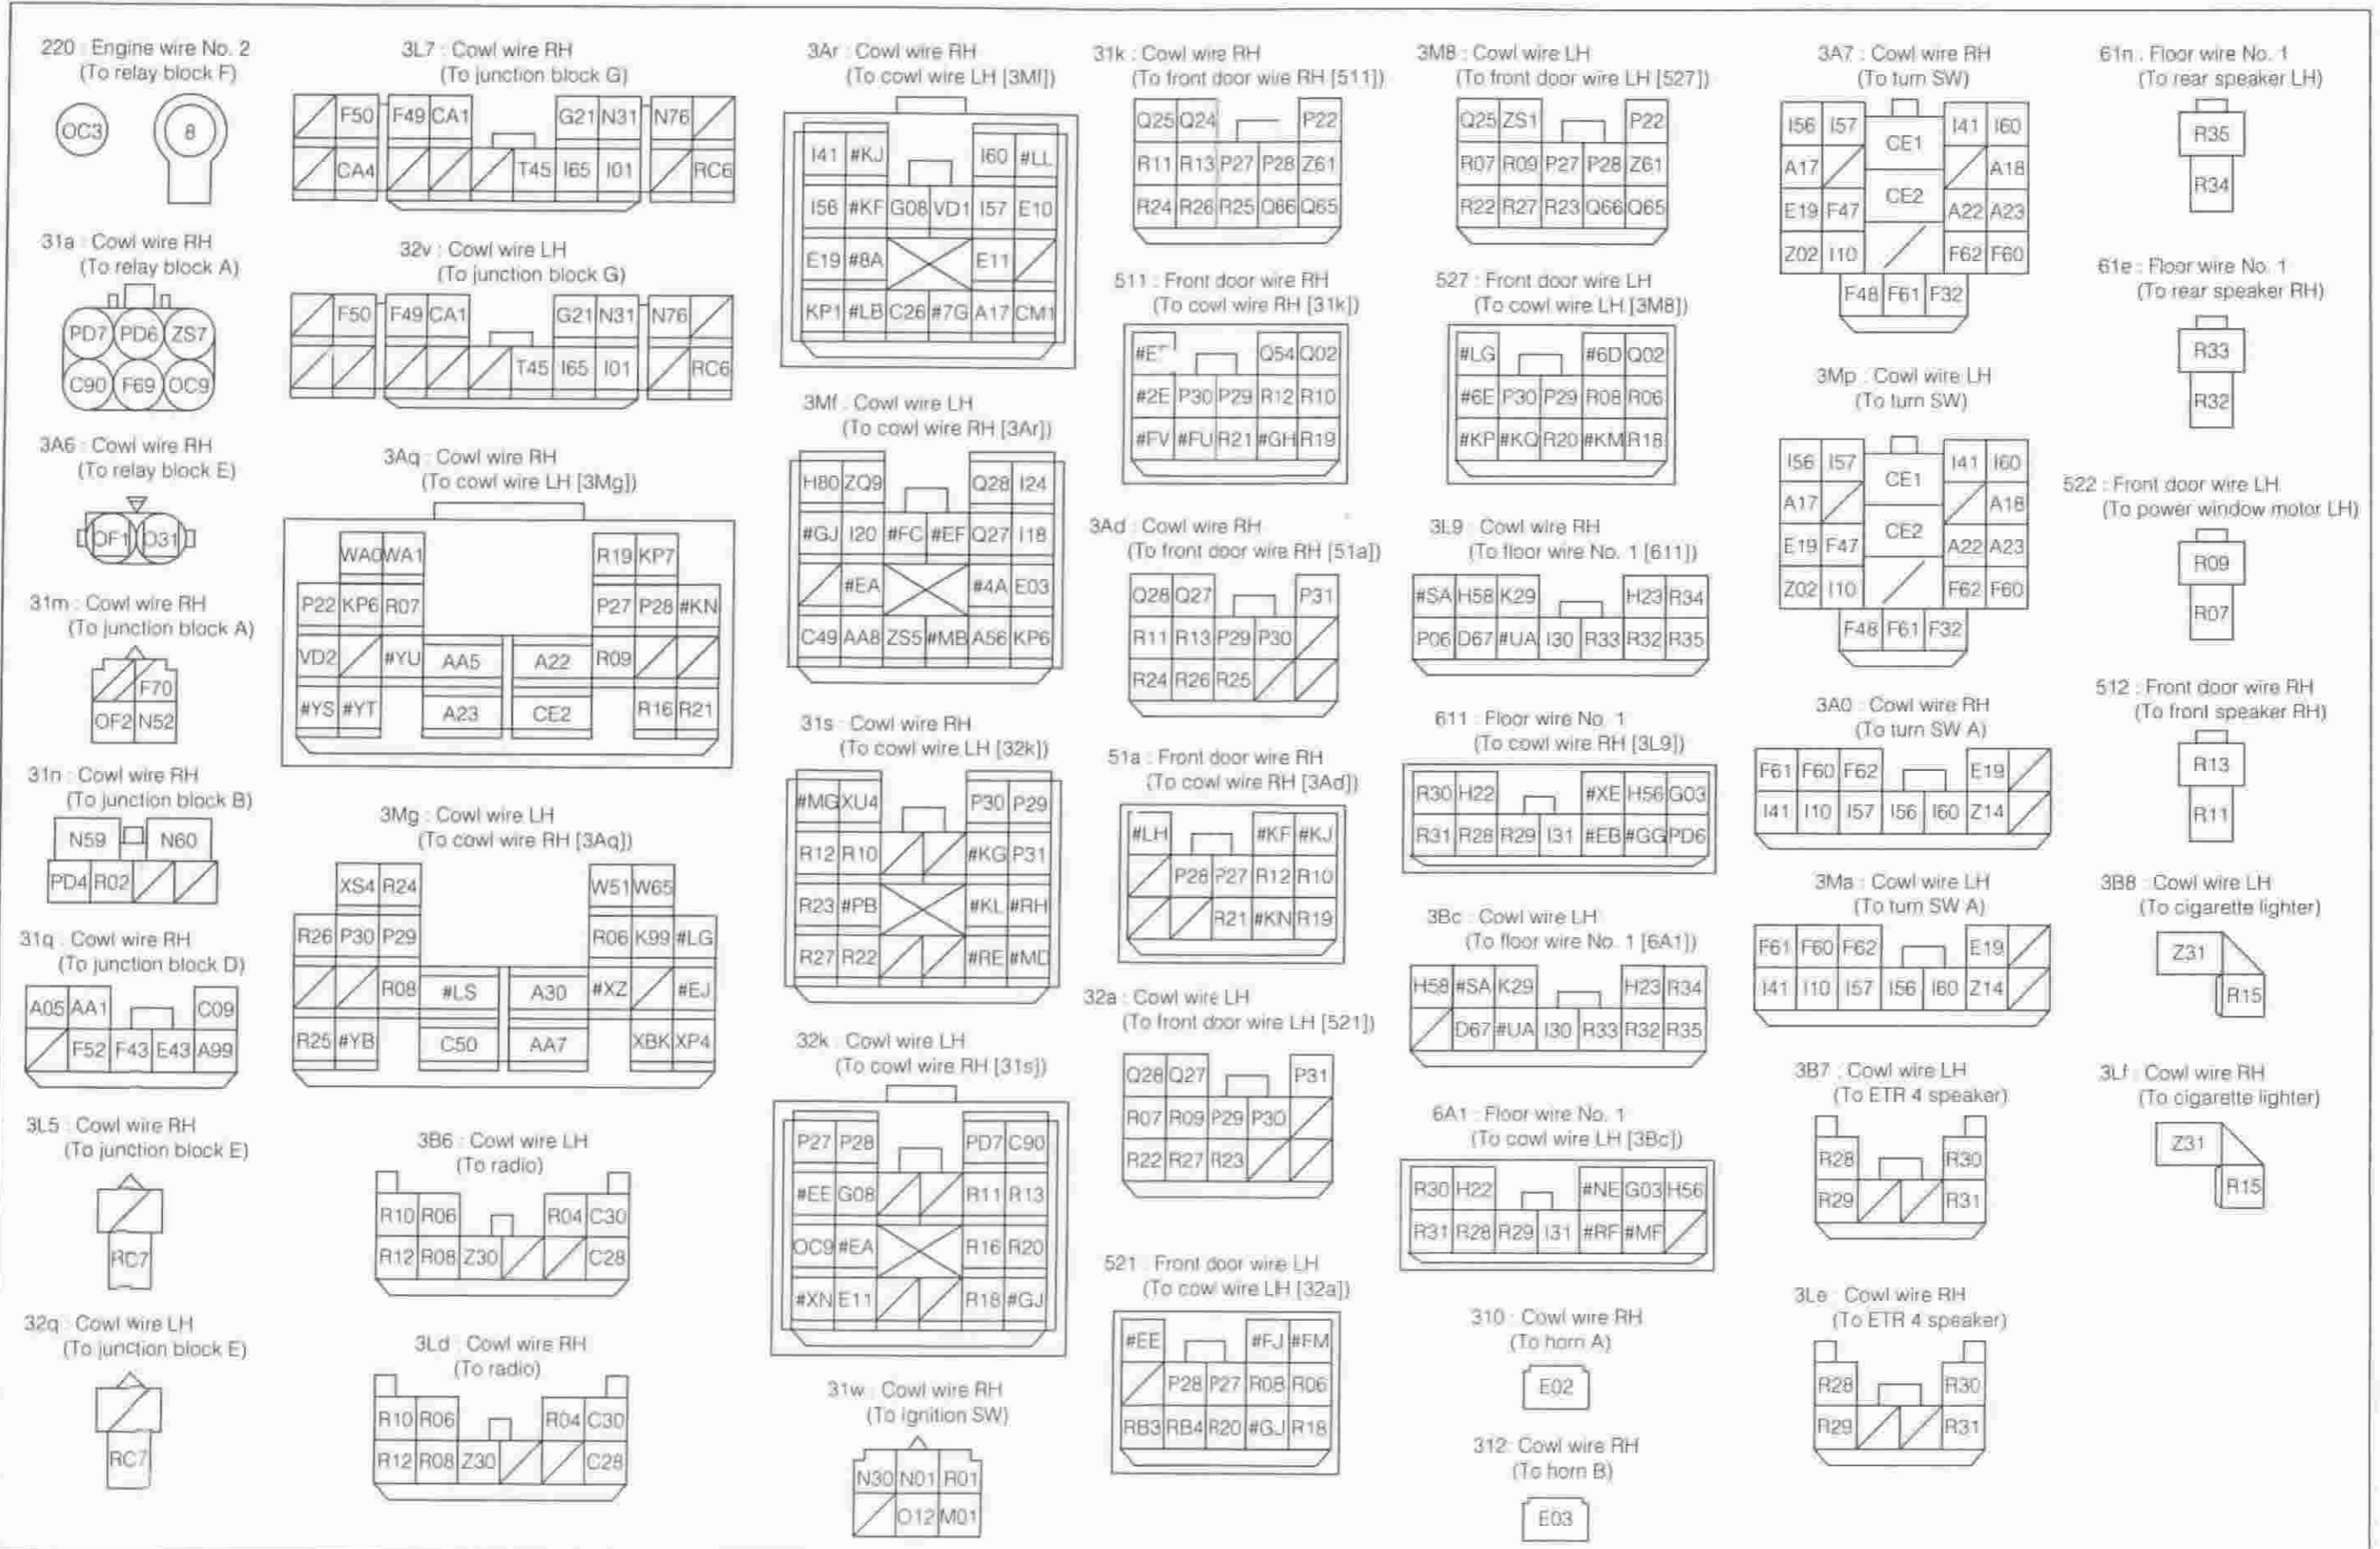 220 : Engine wire No. 2
(To relay block F)
OC3 8
31a : Cowl wire RH
(To relay block A)
PD7 PD6 ZS7
C90 F69 OC9
3A6 : Cowl wire RH
(To relay block E)
OF1 O31
31m : Cowl wire RH
(To junction block A)
F70
OF2 N52
31n : Cowl wire RH
(To junction block B)
N59 N60
PD4 R02
31q : Cowl wire RH
(To junction block D)
A05 AA1 C09
F52 F43 E43 A99
3L5 : Cowl wire RH
(To junction block E)
RC7
32q : Cowl wire LH
(To junction block E)
RC7
3L7 : Cowl wire RH
(To junction block G)
F50 F49 CA1 G21 N31 N76
CA4 T45 I65 I01 RC6
32v : Cowl wire LH
(To junction block G)
F50 F49 CA1 G21 N31 N76
T45 I65 I01 RC6
3Aq : Cowl wire RH
(To cowl wire LH [3Mg])
WA0 WA1 R19 KP7
P22 KP6 R07 P27 P28 #KN
VD2 #YU AA5 A22 R09
#YS #YT A23 CE2 R16 R21
3Mg : Cowl wire LH
(To cowl wire RH [3Aq])
XS4 R24 W51 W65
R26 P30 P29 R06 K99 #LG
R08 #LS A30 #XZ #EJ
R25 #YB C50 AA7 XBK XP4
3B6 : Cowl wire LH
(To radio)
R10 R06 R04 C30
R12 R08 Z30 C28
3Ld : Cowl wire RH
(To radio)
R10 R06 R04 C30
R12 R08 Z30 C28
3Ar : Cowl wire RH
(To cowl wire LH [3Mf])
I41 #KJ I60 #LL
I56 #KF G08 VD1 I57 E10
E19 #8A E11
KP1 #LB C26 #7G A17 CM1
3Mf : Cowl wire LH
(To cowl wire RH [3Ar])
H80 ZQ9 Q28 I24
#GJ I20 #FC #EF Q27 I18
#EA #4A E03
C49 AA8 ZS5 #MB A56 KP6
31s : Cowl wire RH
(To cowl wire LH [32k])
#MG XU4 P30 P29
R12 R10 #KG P31
R23 #PB #KL #RH
R27 R22 #RE #MD
32k : Cowl wire LH
(To cowl wire RH [31s])
P27 P28 PD7 C90
#EE G08 R11 R13
OC9 #EA R16 R20
#XN E11 R18 #GJ
31w : Cowl wire RH
(To ignition SW)
N30 N01 R01
O12 M01
31k : Cowl wire RH
(To front door wire RH [511])
Q25 Q24 P22
R11 R13 P27 P28 Z61
R24 R26 R25 Q66 Q65
511 : Front door wire RH
(To cowl wire RH [31k])
Q54 Q02
#2E P30 P29 R12 R10
#FV #FU R21 #GH R19
3Ad : Cowl wire RH
(To front door wire RH [51a])
Q28 Q27 P31
R11 R13 P29 P30
R24 R26 R25
51a : Front door wire RH
(To cowl wire RH [3Ad])
#LH #KF #KJ
P28 P27 R12 R10
R21 #KN R19
32a : Cowl wire LH
(To front door wire LH [521])
Q28 Q27 P31
R07 R09 P29 P30
R22 R27 R23
521 : Front door wire LH
(To cow wire LH [32a])
#EE #FJ #FM
P28 P27 R08 R06
RB3 RB4 R20 #GJ R18
3M8 : Cowl wire LH
(To front door wire LH [527])
Q25 ZS1 P22
R07 R09 P27 P28 Z61
R22 R27 R23 Q66 Q65
527 : Front door wire LH
(To cowl wire LH [3M8])
#LG #6D Q02
#6E P30 P29 R08 R06
#KP #KQ R20 #KM R18
3L9 : Cowl wire RH
(To floor wire No. 1 [611])
#SA H58 K29 H23 R34
P06 D67 #UA I30 R33 R32 R35
611 : Floor wire No. 1
(To cowl wire RH [3L9])
R30 H22 #XE H56 G03
R31 R28 R29 I31 #EB #GG PD6
3Bc : Cowl wire LH
(To floor wire No. 1 [6A1])
H58 #SA K29 H23 R34
D67 #UA I30 R33 R32 R35
6A1 : Floor wire No. 1
(To cowl wire LH [3Bc])
R30 H22 #NE G03 H56
R31 R28 R29 I31 #RF #MF
310 : Cowl wire RH
(To horn A)
E02
312: Cowl wire RH
(To horn B)
E03
3A7 : Cowl wire RH
(To turn SW)
I56 I57 CE1 I41 I60
A17 A18
E19 F47 CE2 A22 A23
Z02 I10 F62 F60
F48 F61 F32
3Mp : Cowl wire LH
(To turn SW)
I56 I57 CE1 I41 I60
A17 A18
E19 F47 CE2 A22 A23
Z02 I10 F62 F60
F48 F61 F32
3A0 : Cowl wire RH
(To turn SW A)
F61 F60 F62 E19
I41 I10 I57 I56 I60 Z14
3Ma : Cowl wire LH
(To turn SW A)
F61 F60 F62 E19
I41 I10 I57 I56 I60 Z14
3B7 : Cowl wire LH
(To ETR 4 speaker)
R28 R30
R29 R31
3Le : Cowl wire RH
(To ETR 4 speaker)
R28 R30
R29 R31
61n : Floor wire No. 1
(To rear speaker LH)
R35
R34
61e : Floor wire No. 1
(To rear speaker RH)
R33
R32
522 : Front door wire LH
(To power window motor LH)
R09
R07
512 : Front door wire RH
(To front speaker RH)
R13
R11
3B8 : Cowl wire LH
(To cigarette lighter)
Z31
R15
3Lf : Cowl wire RH
(To cigarette lighter)
Z31
R15